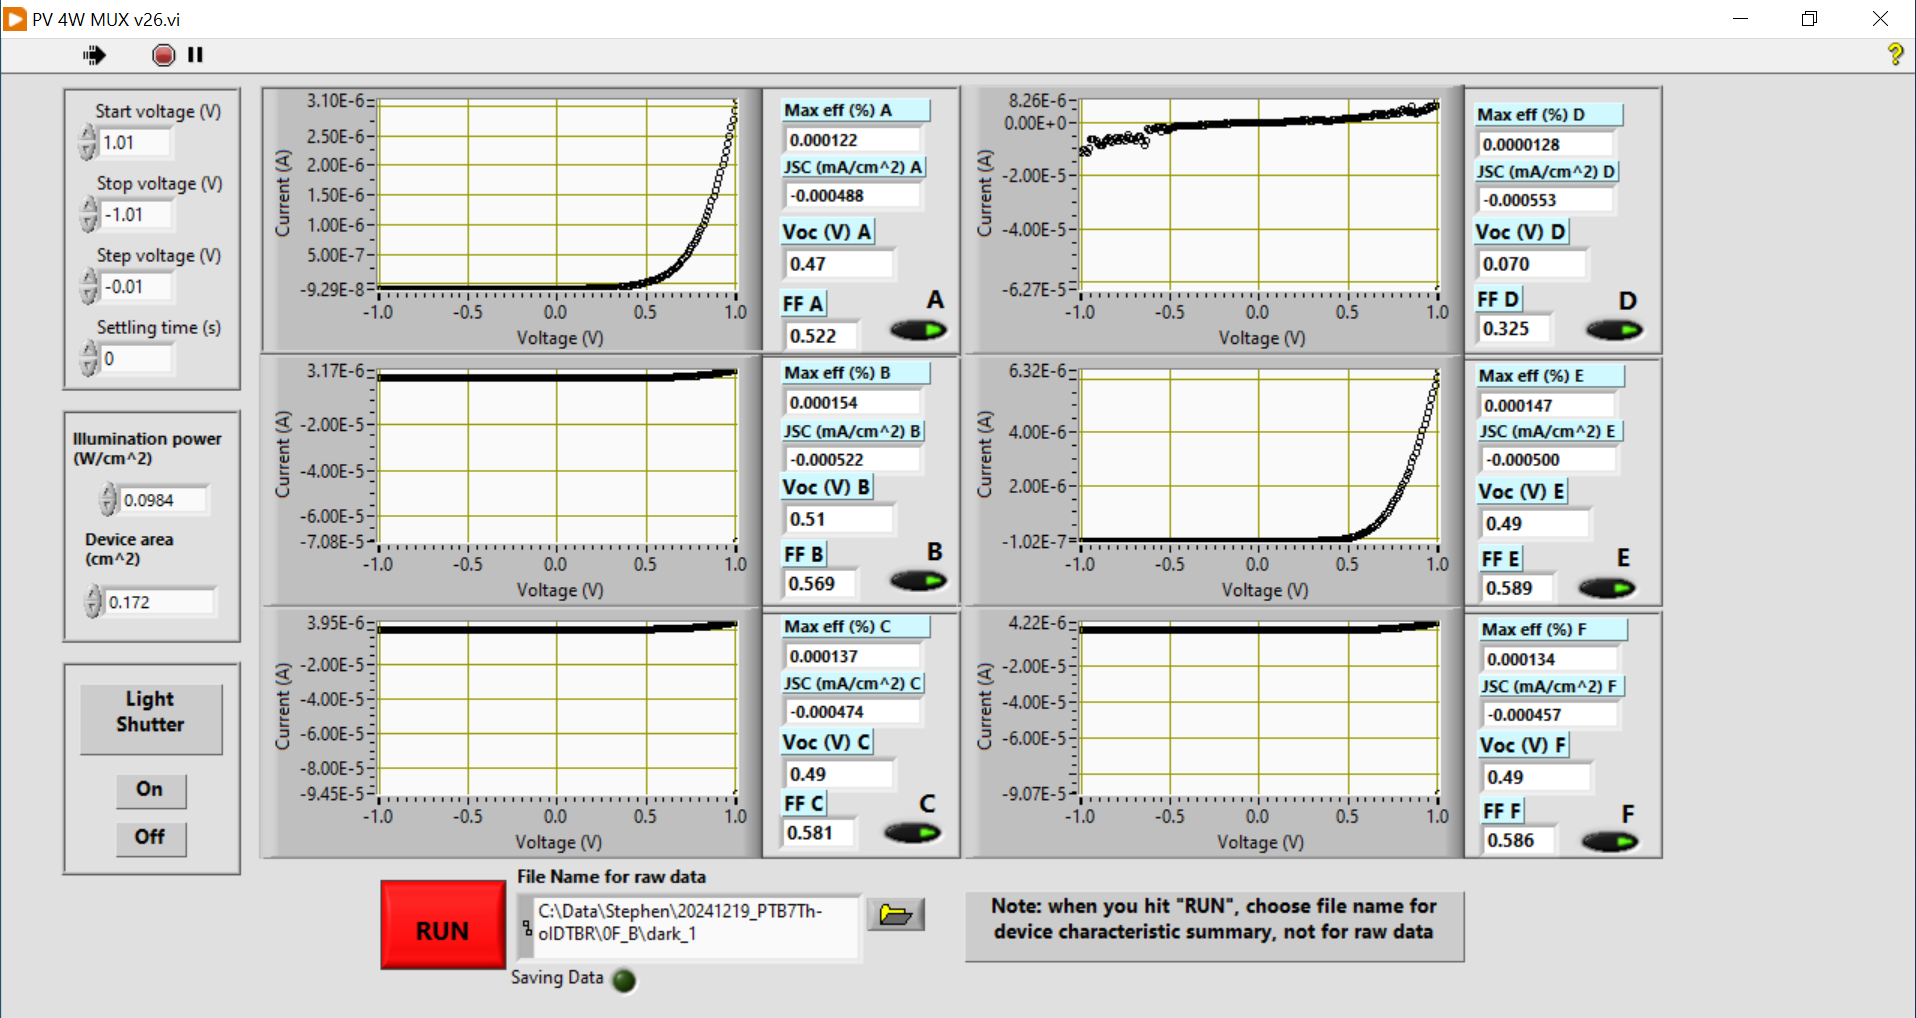 PV 4W MUX v26.vi
Start voltage (V)
1.01
Stop voltage (V)
-1.01
Step voltage (V)
-0.01
Settling time (s)
0
Illumination power
(W/cm^2)
0.0984
Device area
(cm^2)
0.172
Light
Shutter
On
Off
3.10E-6
2.50E-6
2.00E-6
1.50E-6
1.00E-6
5.00E-7
-9.29E-8
Current (A)
-1.0 -0.5 0.0 0.5 1.0
Voltage (V)
Max eff (%) A
0.000122
JSC (mA/cm^2) A
-0.000488
Voc (V) A
0.47
FF A
0.522
A
8.26E-6
0.00E+0
-2.00E-5
-4.00E-5
-6.27E-5
Current (A)
-1.0 -0.5 0.0 0.5 1.0
Voltage (V)
Max eff (%) D
0.0000128
JSC (mA/cm^2) D
-0.000553
Voc (V) D
0.070
FF D
0.325
D
3.17E-6
-2.00E-5
-4.00E-5
-6.00E-5
-7.08E-5
Current (A)
-1.0 -0.5 0.0 0.5 1.0
Voltage (V)
Max eff (%) B
0.000154
JSC (mA/cm^2) B
-0.000522
Voc (V) B
0.51
FF B
0.569
B
6.32E-6
4.00E-6
2.00E-6
-1.02E-7
Current (A)
-1.0 -0.5 0.0 0.5 1.0
Voltage (V)
Max eff (%) E
0.000147
JSC (mA/cm^2) E
-0.000500
Voc (V) E
0.49
FF E
0.589
E
3.95E-6
-2.00E-5
-4.00E-5
-6.00E-5
-8.00E-5
-9.45E-5
Current (A)
-1.0 -0.5 0.0 0.5 1.0
Voltage (V)
Max eff (%) C
0.000137
JSC (mA/cm^2) C
-0.000474
Voc (V) C
0.49
FF C
0.581
C
4.22E-6
-2.00E-5
-4.00E-5
-6.00E-5
-9.07E-5
Current (A)
-1.0 -0.5 0.0 0.5 1.0
Voltage (V)
Max eff (%) F
0.000134
JSC (mA/cm^2) F
-0.000457
Voc (V) F
0.49
FF F
0.586
F
RUN
File Name for raw data
C:\Data\Stephen\20241219_PTB7Th-
oIDTBR\0F_B\dark_1
Saving Data
Note: when you hit "RUN", choose file name for
device characteristic summary, not for raw data